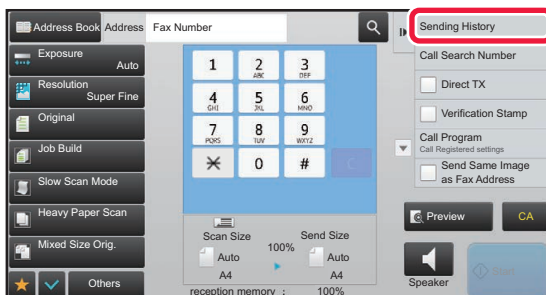 Address Book
Address
Fax Number
Sending History
Exposure
Auto
Resolution
Super Fine
Original
Job Build
Slow Scan Mode
Heavy Paper Scan
Mixed Size Orig.
Others
1
2
ABC
3
DEF
4
GHI
5
JKL
6
MNO
7
PQRS
8
TUV
9
WXYZ
0
#
C
Scan Size
100%
Send Size
Auto
A4
Auto
A4
reception memory : 100%
Call Search Number
Direct TX
Verification Stamp
Call Program
Call Registered settings
Send Same Image
as Fax Address
Preview
CA
Speaker
Start